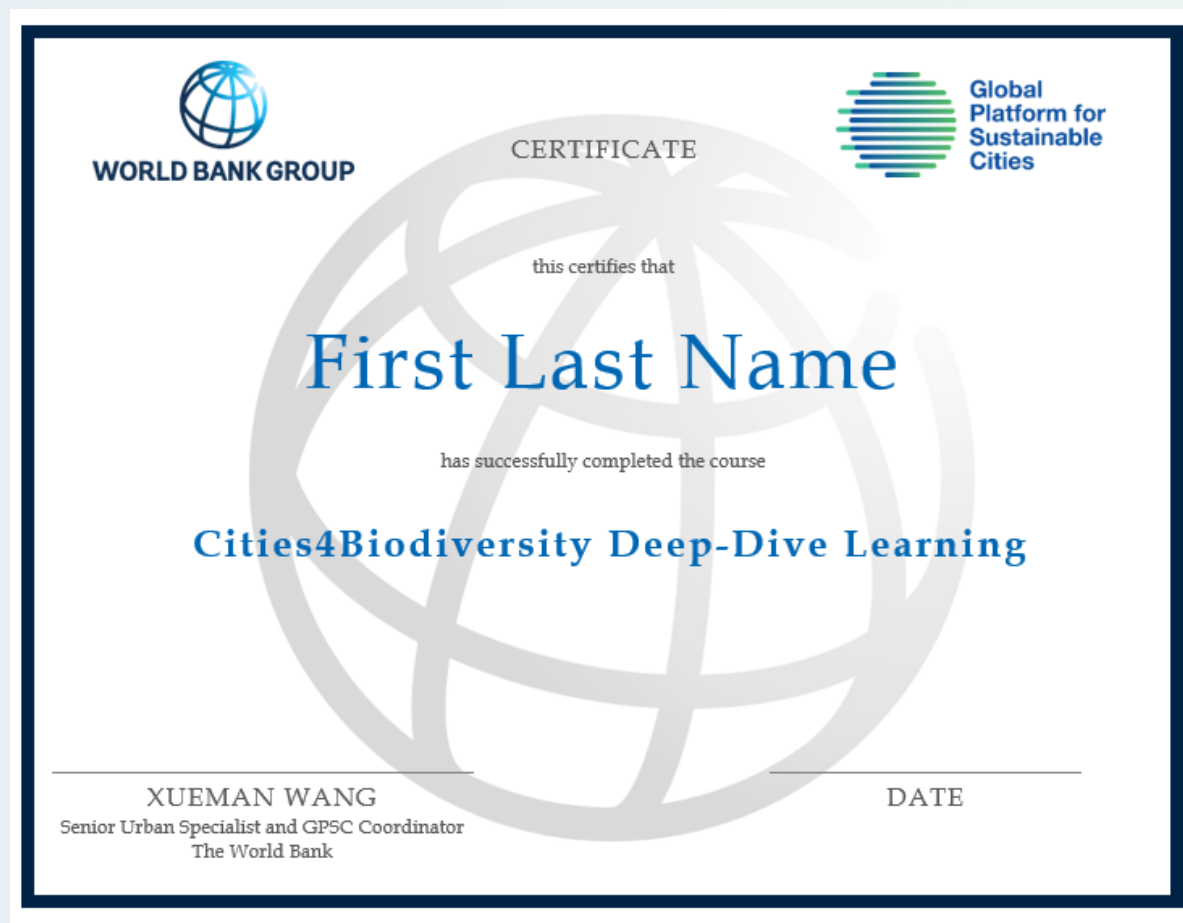 WORLD BANK GROUP
Global
Platform for
Sustainable
Cities
CERTIFICATE
this certifies that
First Last Name
has successfully completed the course
Cities4Biodiversity Deep-Dive Learning
XUEMAN WANG
Senior Urban Specialist and GPSC Coordinator
The World Bank
DATE